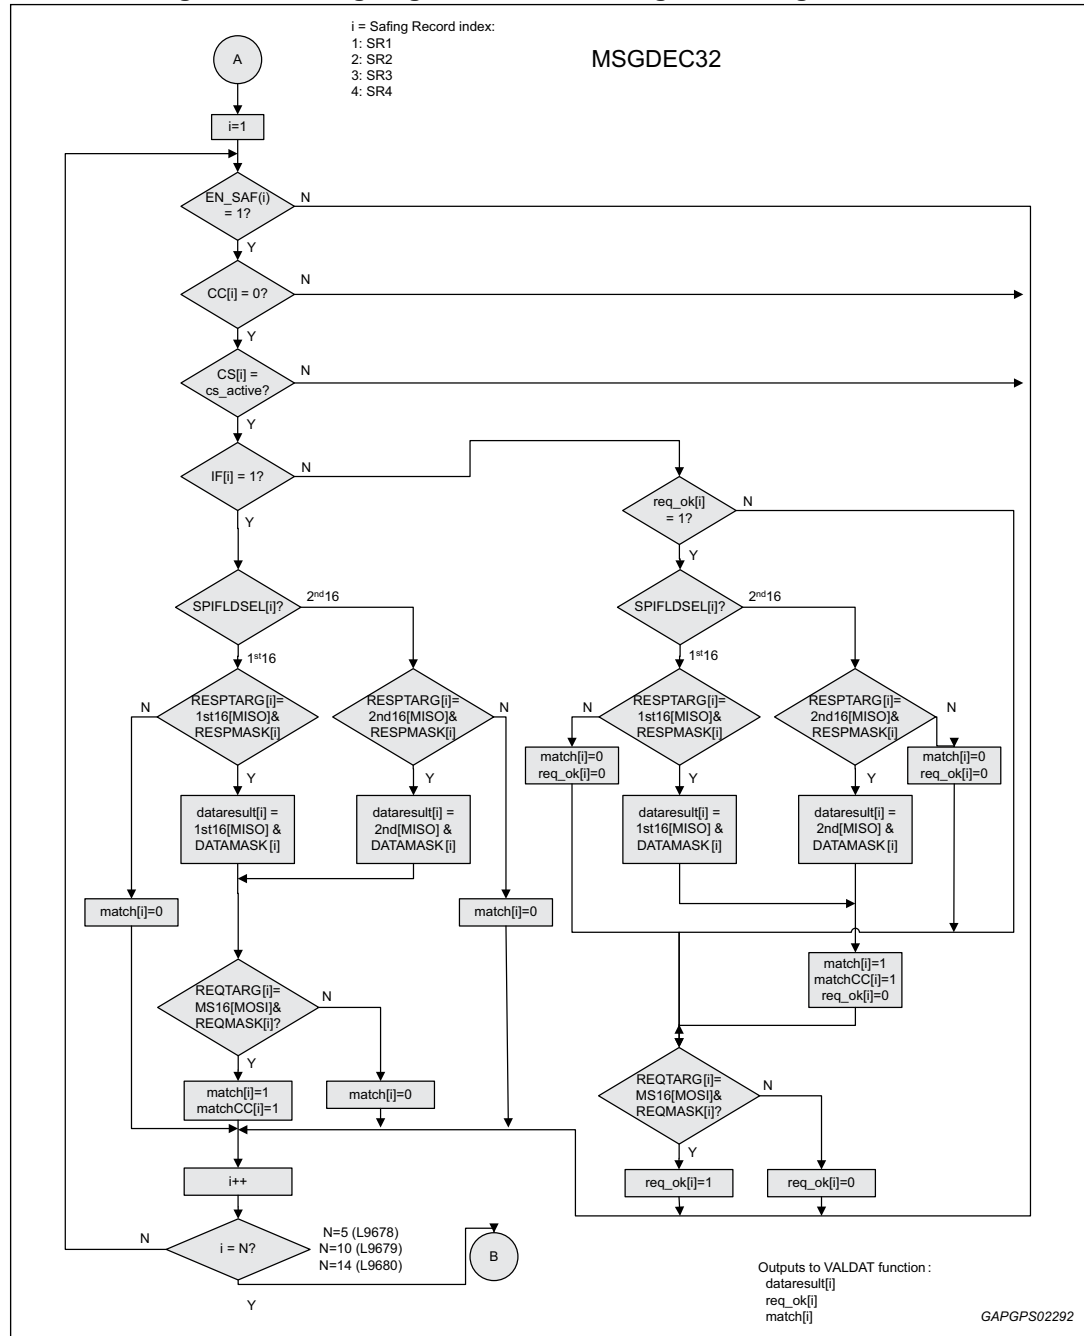 i = Safing Record index:
1: SR1
2: SR2
3: SR3
4: SR4
MSGDEC32
A
i=1
EN_SAF(i)
= 1?
N
Y
CC[i] = 0?
N
Y
CS[i] =
cs_active?
N
Y
IF[i] = 1?
N
Y
req_ok[i]
= 1?
N
Y
SPIFLDSEL[i]?
2nd16
1st16
SPIFLDSEL[i]?
2nd16
1st16
N
RESPTARG[i]=
1st16[MISO]&
RESPMASK[i]
Y
RESPTARG[i]=
2nd16[MISO]&
RESPMASK[i]
N
Y
N
RESPTARG[i]=
1st16[MISO]&
RESPMASK[i]
Y
RESPTARG[i]=
2nd16[MISO]&
RESPMASK[i]
N
Y
match[i]=0
req_ok[i]=0
match[i]=0
req_ok[i]=0
dataresult[i] =
1st16[MISO] &
DATAMASK[i]
dataresult[i] =
2nd[MISO] &
DATAMASK[i]
dataresult[i] =
1st16[MISO] &
DATAMASK[i]
dataresult[i] =
2nd[MISO] &
DATAMASK[i]
match[i]=0
match[i]=0
match[i]=1
matchCC[i]=1
req_ok[i]=0
REQTARG[i]=
MS16[MOSI]&
REQMASK[i]?
N
Y
REQTARG[i]=
MS16[MOSI]&
REQMASK[i]?
N
Y
match[i]=1
matchCC[i]=1
match[i]=0
req_ok[i]=1
req_ok[i]=0
i++
N
i = N?
N=5 (L9678)
N=10 (L9679)
N=14 (L9680)
B
Y
Outputs to VALDAT function :
dataresult[i]
req_ok[i]
match[i]
GAPGPS02292